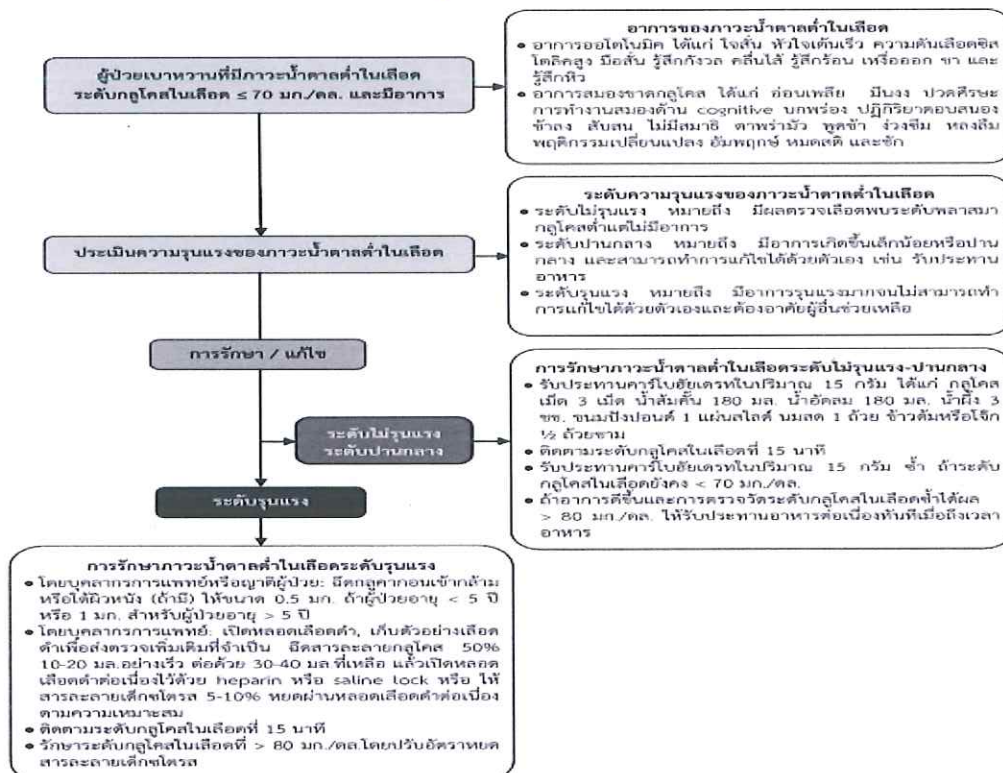 ผู้ป่วยเบาหวานที่มีภาวะน้ำตาลต่ำในเลือด
ระดับกลูโคสในเลือด ≤ 70 มก./ดล. และมีอาการ
อาการของภาวะน้ำตาลต่ำในเลือด
• อาการออโตโนมิค ได้แก่ ใจสั่น หัวใจเต้นเร็ว ความดันเลือดซิส
โตลิคสูง มือสั่น รู้สึกกังวล คลื่นไส้ รู้สึกร้อน เหงื่อออก ชา และ
รู้สึกหิว
• อาการสมองขาดกลูโคส ได้แก่ อ่อนเพลีย มึนงง ปวดศีรษะ
การทำงานสมองด้าน cognitive บกพร่อง ปฏิกิริยาตอบสนอง
ช้าลง สับสน ไม่มีสมาธิ ตาพร่ามัว พูดช้า ง่วงซึม หลงลืม
พฤติกรรมเปลี่ยนแปลง อัมพฤกษ์ หมดสติ และชัก
ประเมินความรุนแรงของภาวะน้ำตาลต่ำในเลือด
ระดับความรุนแรงของภาวะน้ำตาลต่ำในเลือด
• ระดับไม่รุนแรง หมายถึง มีผลตรวจเลือดพบระดับพลาสมา
กลูโคสต่ำแต่ไม่มีอาการ
• ระดับปานกลาง หมายถึง มีอาการเกิดขึ้นเล็กน้อยหรือปาน
กลาง และสามารถทำการแก้ไขได้ด้วยตัวเอง เช่น รับประทาน
อาหาร
• ระดับรุนแรง หมายถึง มีอาการรุนแรงมากจนไม่สามารถทำ
การแก้ไขได้ด้วยตัวเองและต้องอาศัยผู้อื่นช่วยเหลือ
การรักษา / แก้ไข
ระดับไม่รุนแรง
ระดับปานกลาง
การรักษาภาวะน้ำตาลต่ำในเลือดระดับไม่รุนแรง-ปานกลาง
• รับประทานคาร์โบฮัยเดรทในปริมาณ 15 กรัม ได้แก่ กลูโคส
เม็ด 3 เม็ด น้ำส้มคั้น 180 มล. น้ำอัดลม 180 มล. น้ำผึ้ง 3
ชช. ขนมปังปอนด์ 1 แผ่นสไลด์ นมสด 1 ถ้วย ข้าวต้มหรือโจ๊ก
½ ถ้วยชาม
• ติดตามระดับกลูโคสในเลือดที่ 15 นาที
• รับประทานคาร์โบฮัยเดรทในปริมาณ 15 กรัม ซ้ำ ถ้าระดับ
กลูโคสในเลือดยังคง < 70 มก./ดล.
• ถ้าอาการดีขึ้นและการตรวจวัดระดับกลูโคสในเลือดซ้ำได้ผล
> 80 มก./ดล. ให้รับประทานอาหารต่อเนื่องทันทีเมื่อถึงเวลา
อาหาร
ระดับรุนแรง
การรักษาภาวะน้ำตาลต่ำในเลือดระดับรุนแรง
• โดยบุคลากรการแพทย์หรือญาติผู้ป่วย: ฉีดกลูคากอนเข้ากล้าม
หรือใต้ผิวหนัง (ถ้ามี) ให้ขนาด 0.5 มก. ถ้าผู้ป่วยอายุ < 5 ปี
หรือ 1 มก. สำหรับผู้ป่วยอายุ > 5 ปี
• โดยบุคลากรการแพทย์: เปิดหลอดเลือดดำ, เก็บตัวอย่างเลือด
ดำเพื่อส่งตรวจเพิ่มเติมที่จำเป็น ฉีดสารละลายกลูโคส 50%
10-20 มล.อย่างเร็ว ต่อด้วย 30-40 มล.ที่เหลือ แล้วเปิดหลอด
เลือดดำต่อเนื่องไว้ด้วย heparin หรือ saline lock หรือ ให้
สารละลายเด็กซโตรส 5-10% หยดผ่านหลอดเลือดดำต่อเนื่อง
ตามความเหมาะสม
• ติดตามระดับกลูโคสในเลือดที่ 15 นาที
• รักษาระดับกลูโคสในเลือดที่ > 80 มก./ดล.โดยปรับอัตราหยด
สารละลายเด็กซโตรส